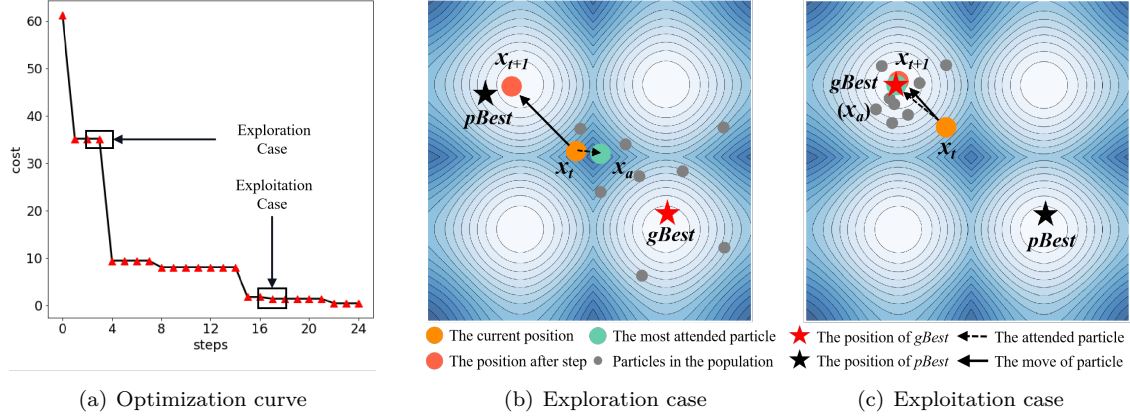 60
50
40
30
20
10
0
cost
0
4
8
12
16
20
24
steps
Exploration
Case
Exploitation
Case
x_{t+1}
pBest
x_t
x_a
gBest
x_{t+1}
gBest
(x_a)
x_t
pBest
The current position
The most attended particle
The position of gBest
The attended particle
The position after step
Particles in the population
The position of pBest
The move of particle
(a) Optimization curve
(b) Exploration case
(c) Exploitation case